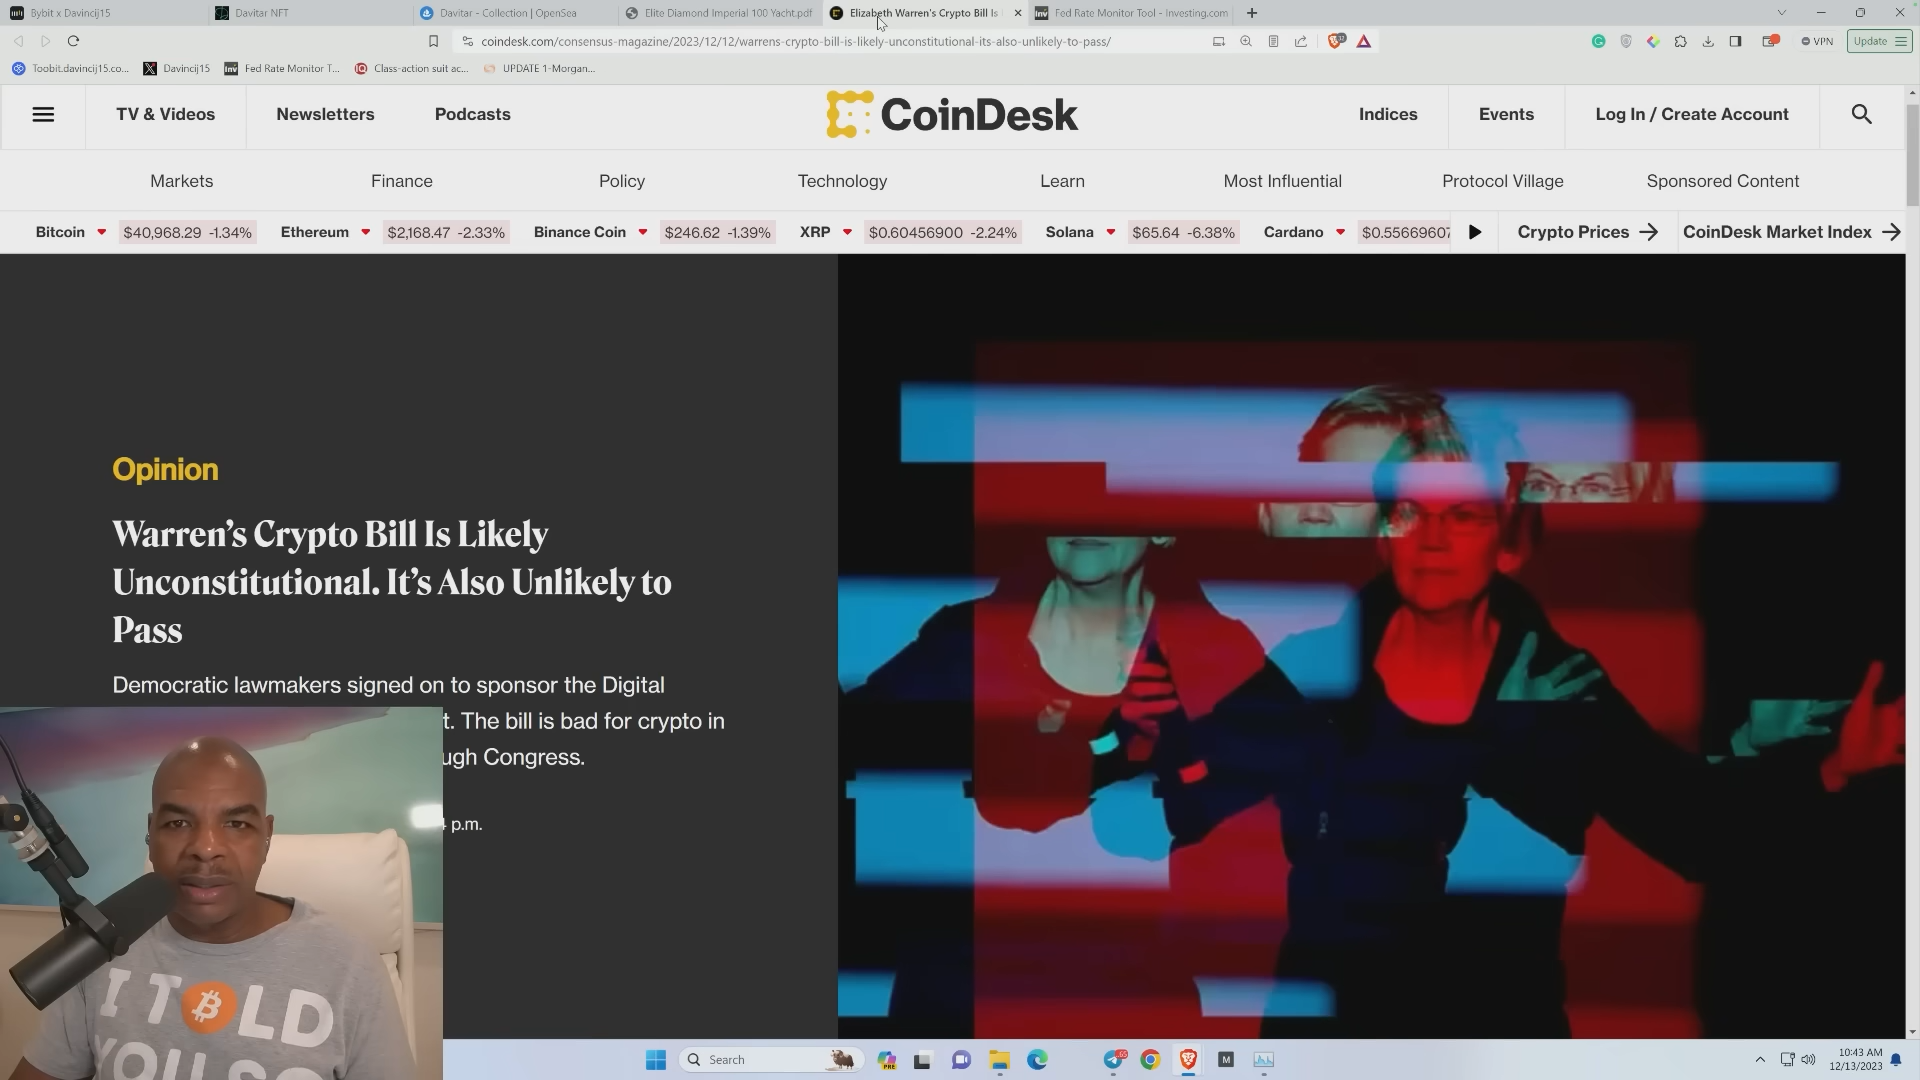 Bybit x Davincij15
Davitar NFT
Davitar - Collection | OpenSea
Elite Diamond Imperial 100 Yacht.pdf
Elizabeth Warren's Crypto Bill Is
Fed Rate Monitor Tool - Investing.com
coindesk.com/consensus-magazine/2023/12/12/warrens-crypto-bill-is-likely-unconstitutional-its-also-unlikely-to-pass/
VPN
Update
Toobit.davincij15.co...
Davincij15
Inv
Fed Rate Monitor T...
Class-action suit ac...
UPDATE 1-Morgan...
TV & Videos
Newsletters
Podcasts
CoinDesk
Indices
Events
Log In / Create Account
Markets
Finance
Policy
Technology
Learn
Most Influential
Protocol Village
Sponsored Content
Bitcoin $40,968.29 -1.34%
Ethereum $2,168.47 -2.33%
Binance Coin $246.62 -1.39%
XRP $0.60456900 -2.24%
Solana $65.64 -6.38%
Cardano $0.55669607
Crypto Prices
CoinDesk Market Index
Opinion
Warren's Crypto Bill Is Likely
Unconstitutional. It's Also Unlikely to
Pass
Democratic lawmakers signed on to sponsor the Digital
t. The bill is bad for crypto in
ugh Congress.
p.m.
I T₿LD
YOU SO
Search
PRE
M
10:43 AM
12/13/2023